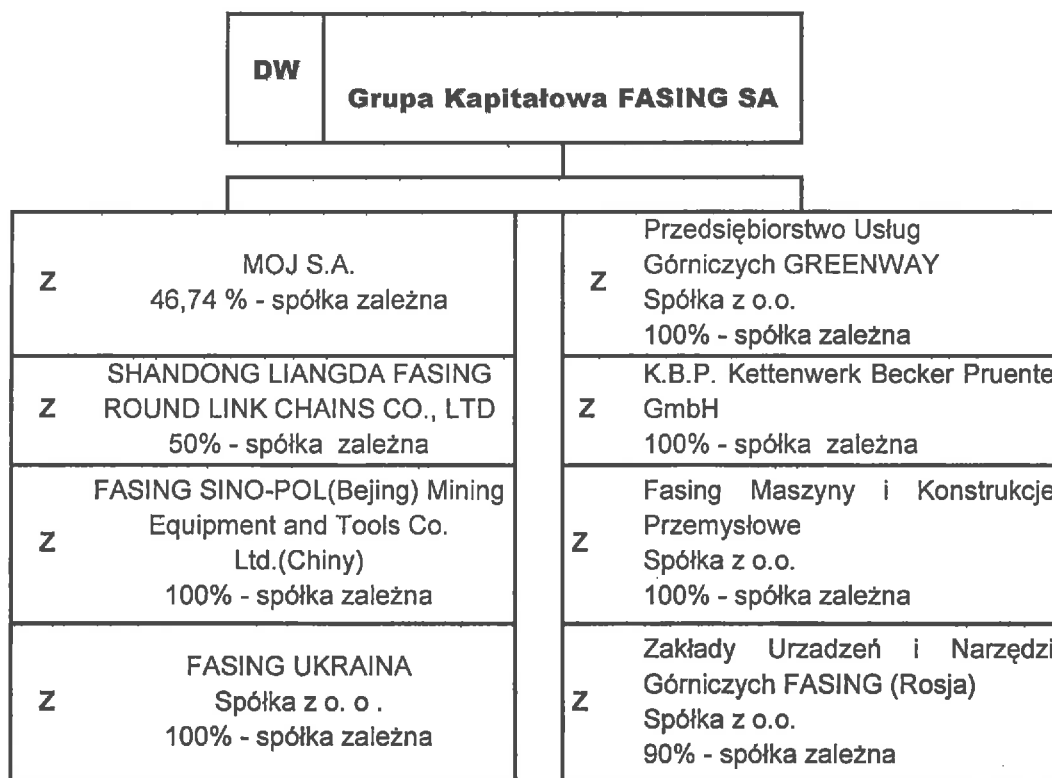 DW
Grupa Kapitałowa FASING SA
Z
MOJ S.A.
46,74 % - spółka zależna
Z
Przedsiębiorstwo Usług
Górniczych GREENWAY
Spółka z o.o.
100% - spółka zależna
Z
SHANDONG LIANGDA FASING
ROUND LINK CHAINS CO., LTD
50% - spółka zależna
Z
K.B.P. Kettenwerk Becker Pruente
GmbH
100% - spółka zależna
Z
FASING SINO-POL(Bejing) Mining
Equipment and Tools Co.
Ltd.(Chiny)
100% - spółka zależna
Z
Fasing Maszyny i Konstrukcje
Przemysłowe
Spółka z o.o.
100% - spółka zależna
Z
FASING UKRAINA
Spółka z o. o .
100% - spółka zależna
Z
Zakłady Urzadzeń i Narzędzi
Górniczych FASING (Rosja)
Spółka z o.o.
90% - spółka zależna